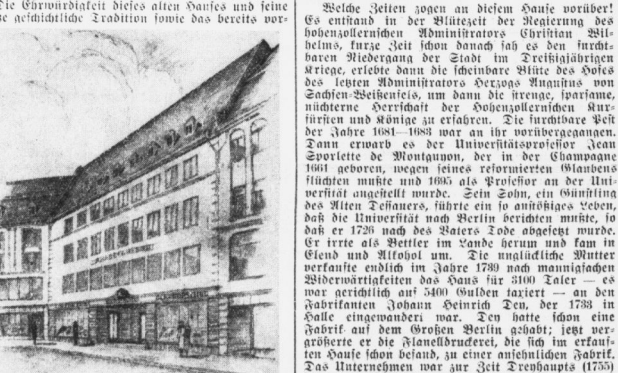 Die Ehrwürdigkeit dieses alten Hauses und seine
geschichtliche Tradition sowie das bereits vor-
Welche Zeiten zogen an diesem Hause vorüber!
Es entstand in der Blütezeit der Regierung des
hohenzollernschen Administrators Christian Wil-
helms, kurze Zeit schon danach sah es den furcht-
baren Niedergang der Stadt im Dreißigjährigen
Kriege, erlebte dann die scheinbare Blüte des Hofes
des letzten Administrators Herzogs Augustus von
Sachsen-Weißenfels, um dann die strenge, sparsame,
nüchterne Herrschaft der Hohenzollernschen Kur-
fürsten und Könige zu erfahren. Die furchtbare Pest
der Jahre 1681—1683 war an ihr vorübergegangen.
Dann erwarb es der Universitätsprofessor Jean
Sporlette de Montguyon, der in der Champagne
1661 geboren, wegen seines reformierten Glaubens
flüchten mußte und 1695 als Professor an der Uni-
versität angestellt wurde. Sein Sohn, ein Günstling
des Alten Dessauers, führte ein so anstößiges Leben,
daß die Universität nach Berlin berichten mußte, so
daß er 1726 nach des Vaters Tode abgesetzt wurde.
Er irrte als Bettler im Lande herum und kam in
Elend und Alkohol um. Die unglückliche Mutter
verkaufte endlich im Jahre 1739 nach mannigfachen
Widerwärtigkeiten das Haus für 3100 Taler — es
war gerichtlich auf 5400 Gulden taxiert — an den
Fabrikanten Johann Heinrich Dey, der 1733 in
Halle eingewandert war. Dey hatte schon eine
Fabrik auf dem Großen Berlin gehabt; jetzt ver-
größerte er die Flanelldruckerei, die sich im erkauf-
ten Hause schon befand, zu einer ansehnlichen Fabrik.
Das Unternehmen war zur Zeit Dreyhaupts (1755)